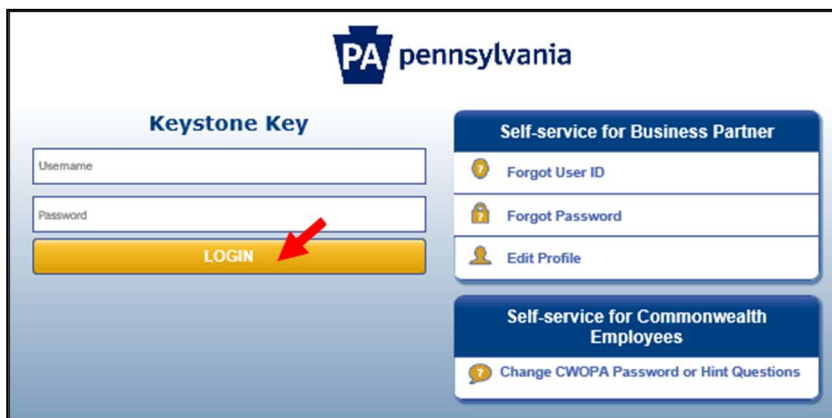 PA pennsylvania
Keystone Key
Username
Password
LOGIN
Self-service for Business Partner
Forgot User ID
Forgot Password
Edit Profile
Self-service for Commonwealth
Employees
Change CWOPA Password or Hint Questions